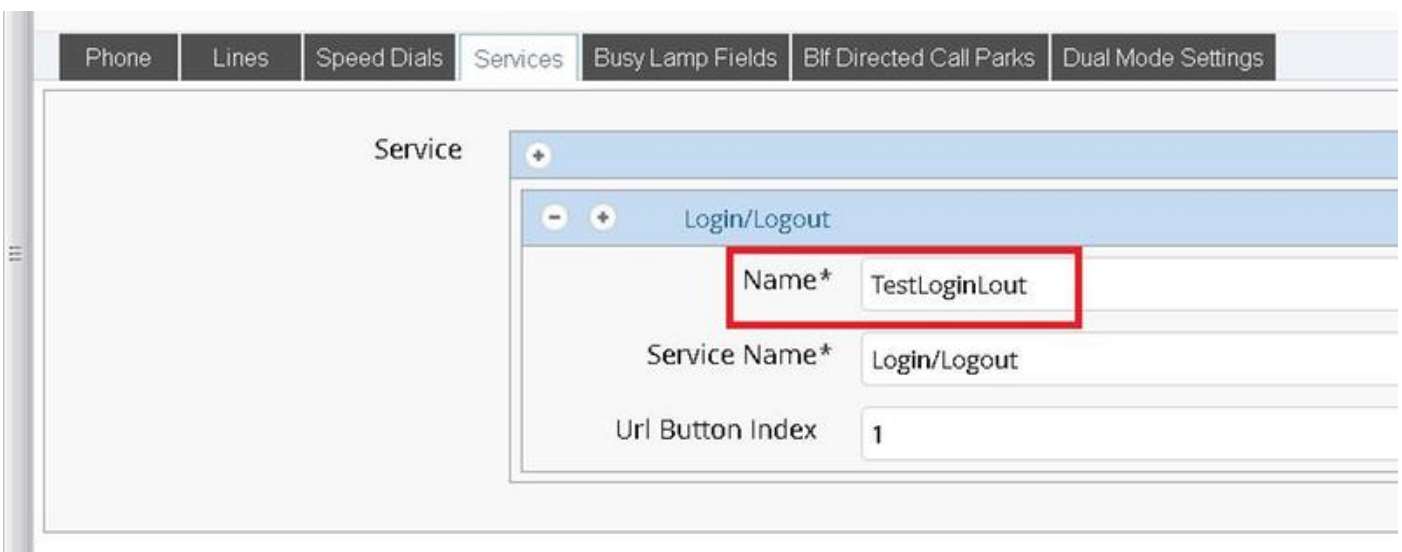 Phone Lines Speed Dials Services Busy Lamp Fields Blf Directed Call Parks Dual Mode Settings
Service
Login/Logout
Name* TestLoginLout
Service Name* Login/Logout
Url Button Index 1